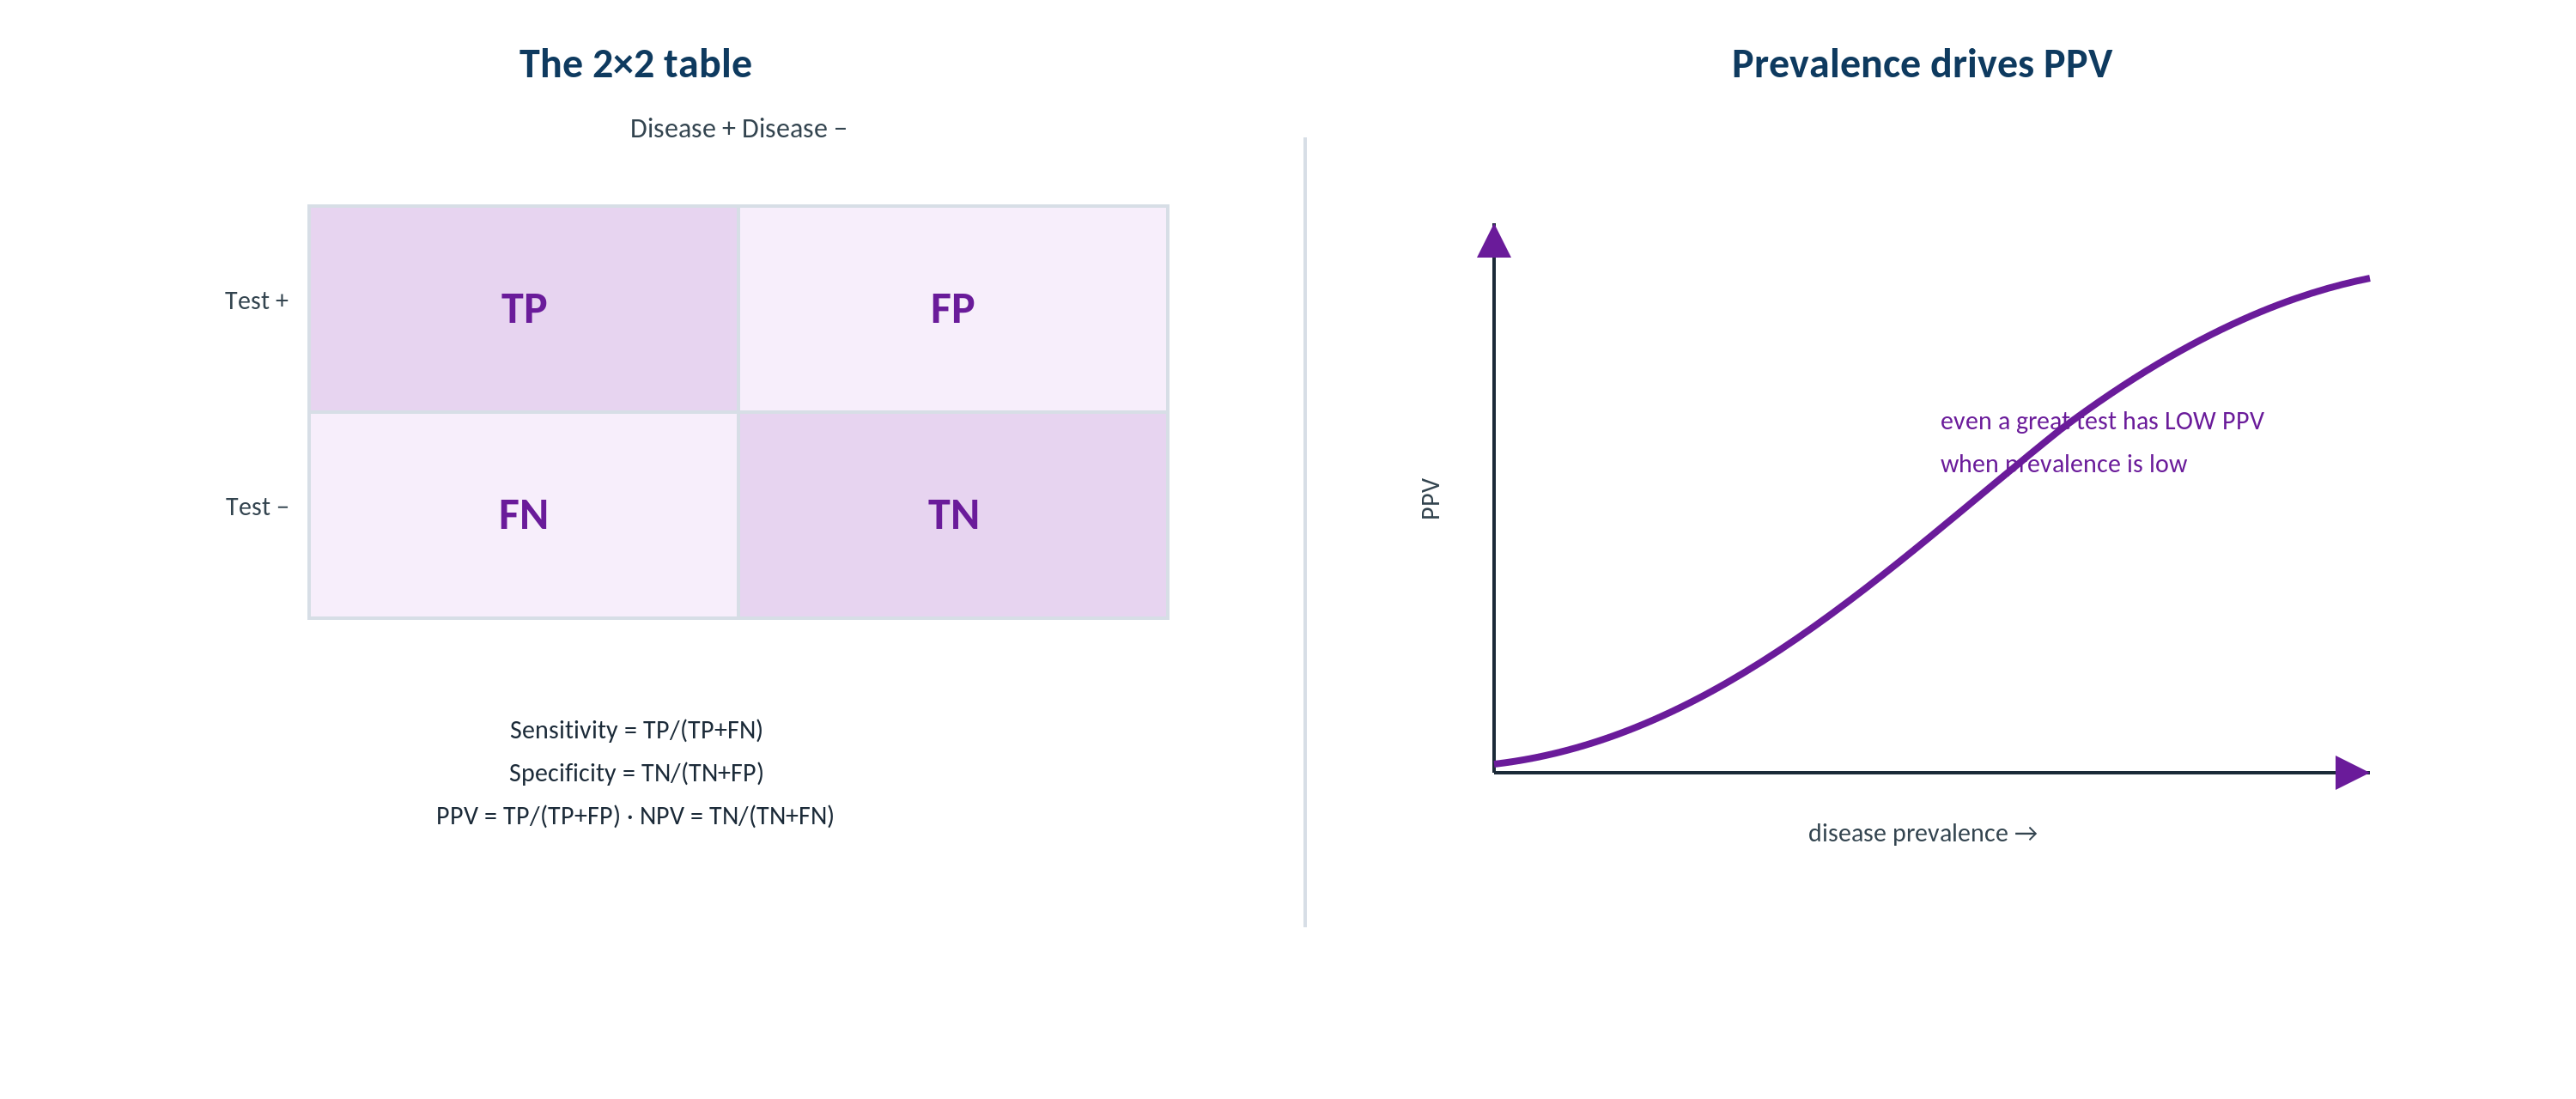 The 2×2 table
Disease + Disease −
Test +
TP
FP
Test −
FN
TN
Sensitivity = TP/(TP+FN)
Specificity = TN/(TN+FP)
PPV = TP/(TP+FP) · NPV = TN/(TN+FN)
Prevalence drives PPV
even a great test has LOW PPV
when prevalence is low
PPV
disease prevalence →